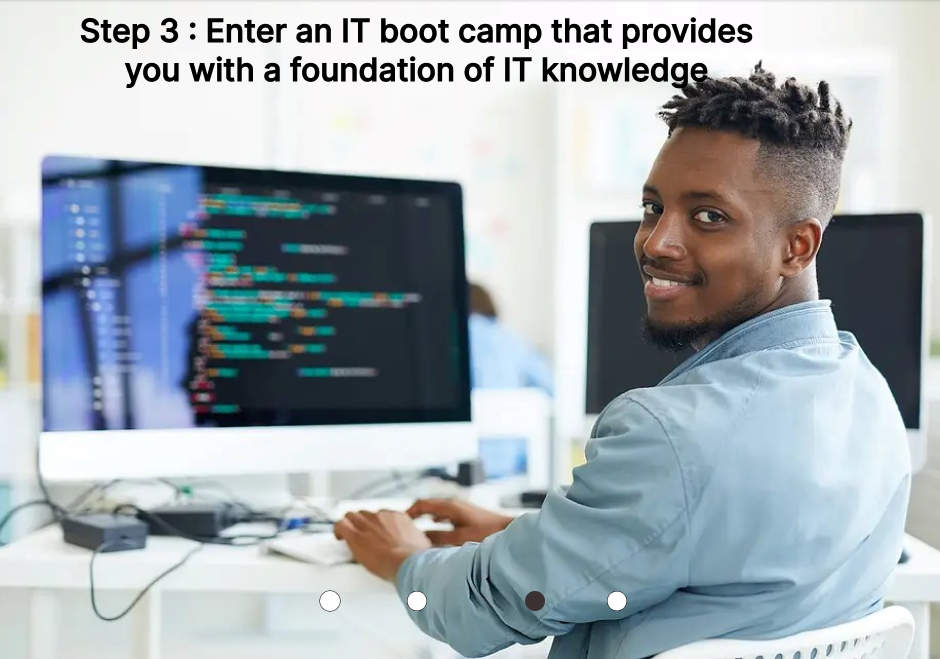 Step 3 : Enter an IT boot camp that provides
you with a foundation of IT knowledge